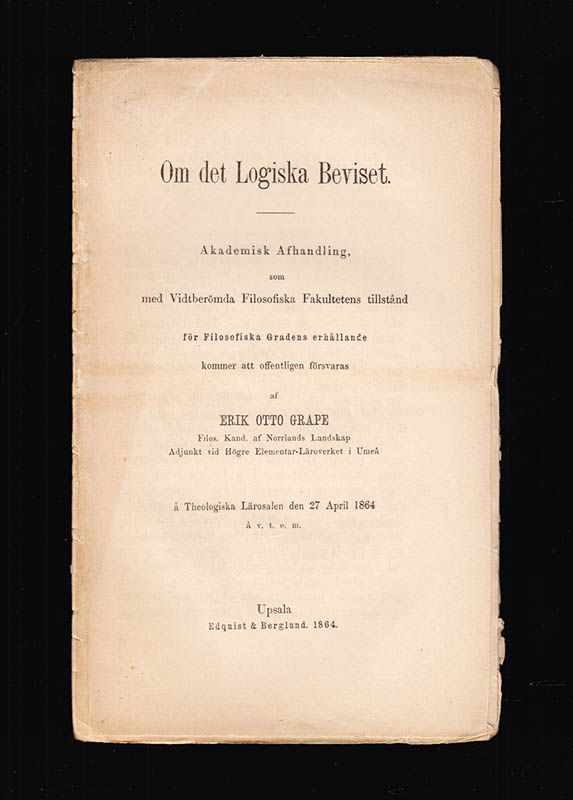 Om det Logiska Beviset.
Akademisk Afhandling,
som
med Vidtberömda Filosofiska Fakultetens tillstånd
för Filosofiska Gradens erhållande
kommer att offentligen försvaras
af
ERIK OTTO GRAPE
Filos. Kand. af Norrlands Landskap
Adjunkt vid Högre Elementar-Läroverket i Umeå
å Theologiska Lärosalen den 27 April 1864
å v. t. e. m.
Upsala
Edquist & Berglund. 1864.